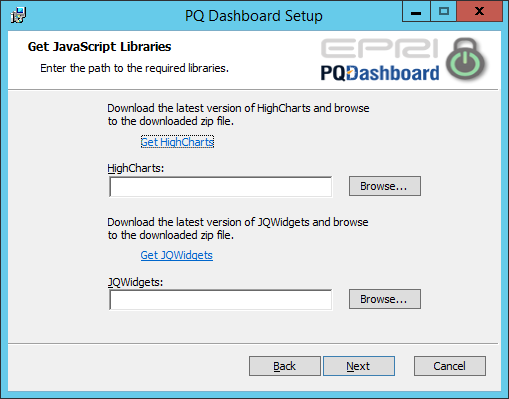 PQ Dashboard Setup
Get JavaScript Libraries
Enter the path to the required libraries.
EPRI
PQDashboard
Download the latest version of HighCharts and browse
to the downloaded zip file.
Get HighCharts
HighCharts:
Browse...
Download the latest version of JQWidgets and browse
to the downloaded zip file.
Get JQWidgets
JQWidgets:
Browse...
Back
Next
Cancel